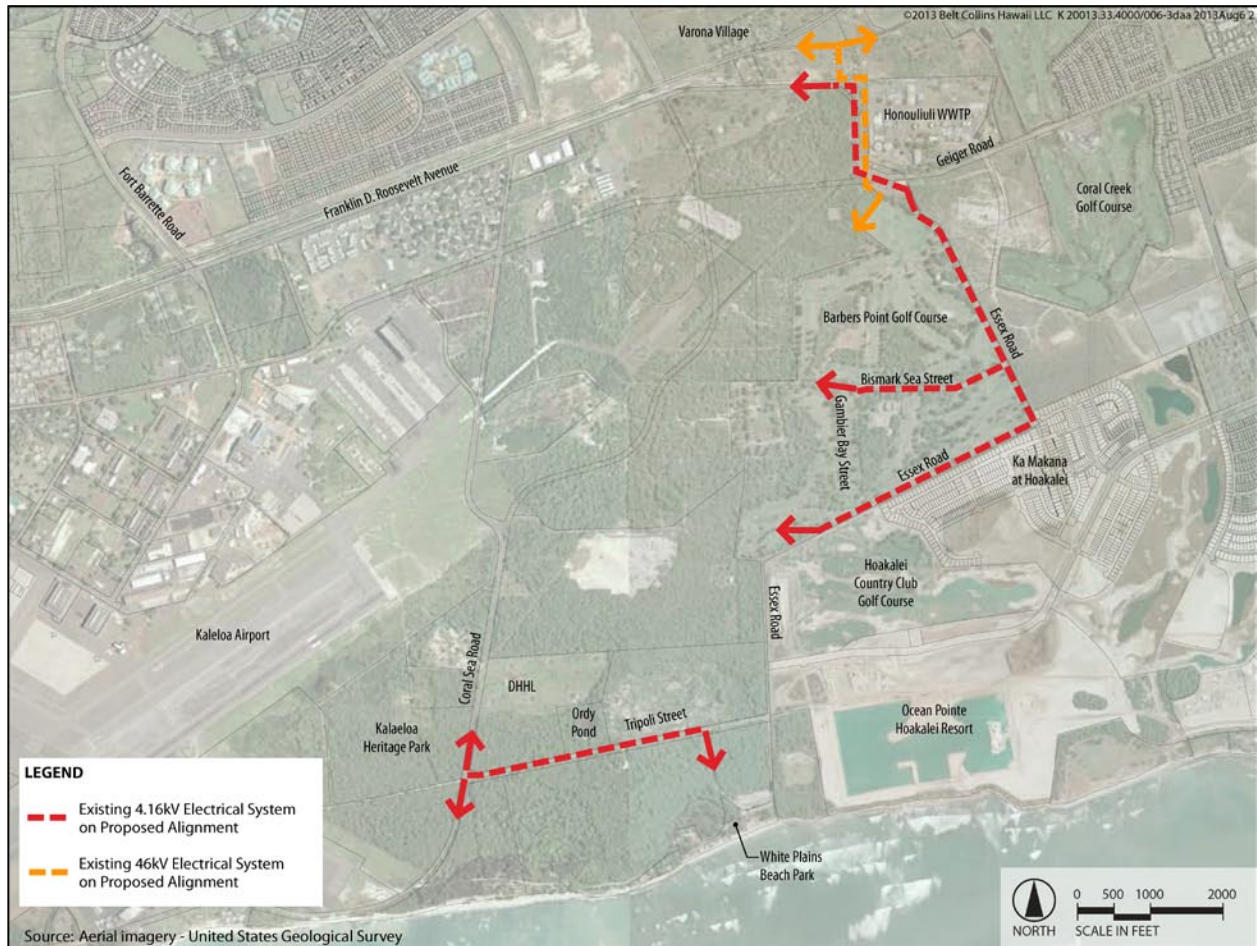 ©2013 Belt Collins Hawaii LLC K 20013.33.4000/006-3daa 2013Aug6 2
Varona Village
Honouliuli WWTP
Geiger Road
Fort Barrette Road
Franklin D. Roosevelt Avenue
Coral Creek
Golf Course
Barbers Point Golf Course
Essex Road
Bismark Sea Street
Gambier Bay Street
Essex Road
Ka Makana
at Hoakalei
Hoakalei
Country Club
Golf Course
Essex Road
Kaleloa Airport
Coral Sea Road
DHHL
Ordy
Pond
Tripoli Street
Kalaeloa
Heritage Park
Ocean Pointe
Hoakalei Resort
White Plains
Beach Park
LEGEND
Existing 4.16kV Electrical System
on Proposed Alignment
Existing 46kV Electrical System
on Proposed Alignment
NORTH
0 500 1000 2000
SCALE IN FEET
Source: Aerial imagery - United States Geological Survey